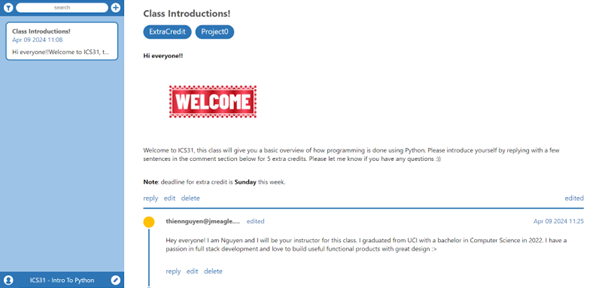 search
Class Introductions!
Apr 09 2024 11:08
Hi everyone!!Welcome to ICS31, t...
ICS31 - Intro To Python
Class Introductions!
ExtraCredit Project0
Hi everyone!!
WELCOME
Welcome to ICS31, this class will give you a basic overview of how programming is done using Python. Please introduce yourself by replying with a few
sentences in the comment section below for 5 extra credits. Please let me know if you have any questions :))
Note: deadline for extra credit is Sunday this week.
reply edit delete edited
thiennguyen@jmeagle.... edited Apr 09 2024 11:25
Hey everyone! I am Nguyen and I will be your instructor for this class. I graduated from UCI with a bachelor in Computer Science in 2022. I have a
passion in full stack development and love to build useful functional products with great design :>
reply edit delete